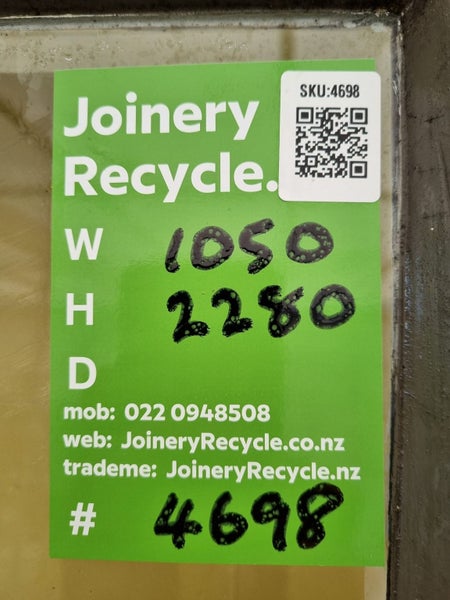 SKU:4698
Joinery
Recycle.
W 1050
H 2280
D
mob: 022 0948508
web: JoineryRecycle.co.nz
trademe: JoineryRecycle.nz
# 4698